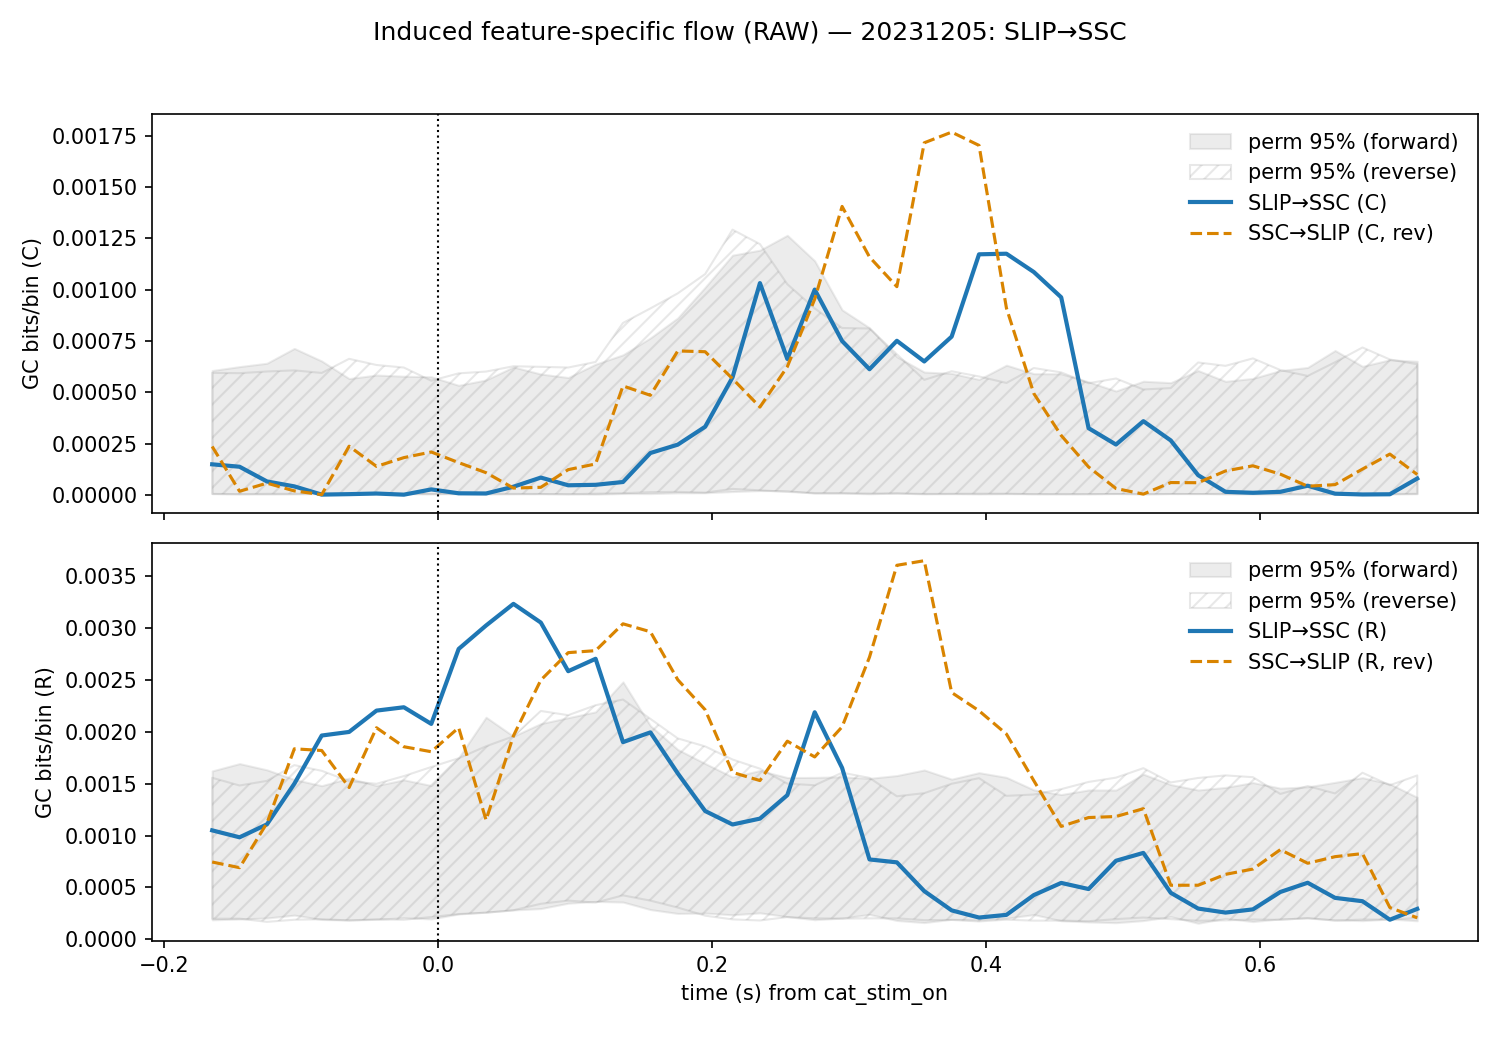 Induced feature-specific flow (RAW) — 20231205: SLIP→SSC
GC bits/bin (C)
0.00175
0.00150
0.00125
0.00100
0.00075
0.00050
0.00025
0.00000
perm 95% (forward)
perm 95% (reverse)
SLIP→SSC (C)
SSC→SLIP (C, rev)
GC bits/bin (R)
0.0035
0.0030
0.0025
0.0020
0.0015
0.0010
0.0005
0.0000
perm 95% (forward)
perm 95% (reverse)
SLIP→SSC (R)
SSC→SLIP (R, rev)
−0.2 0.0 0.2 0.4 0.6
time (s) from cat_stim_on